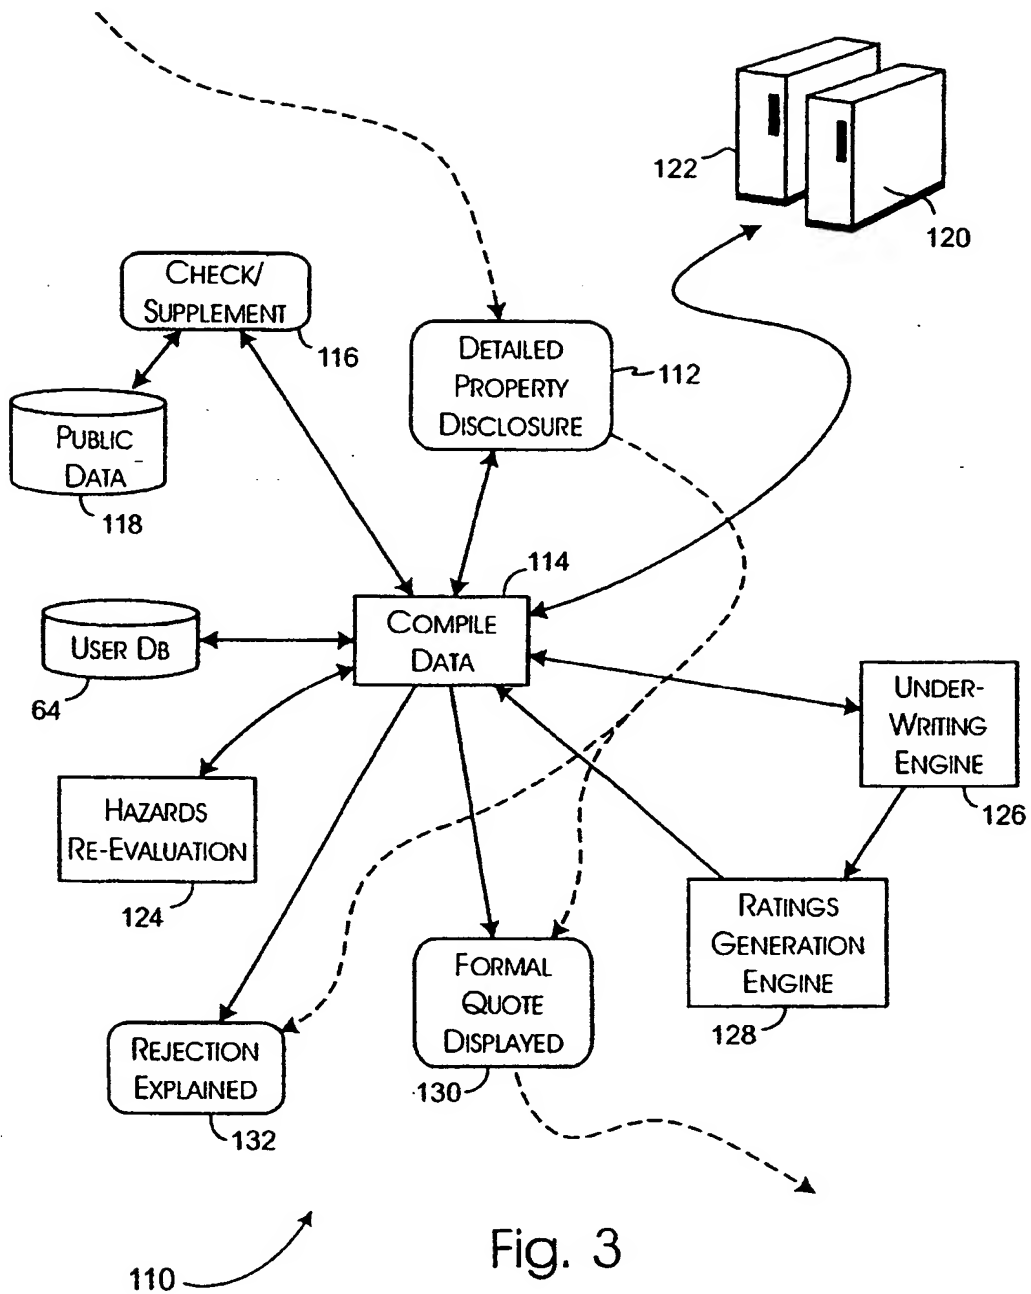 122
120
CHECK/
SUPPLEMENT
116
DETAILED
PROPERTY
DISCLOSURE
112
PUBLIC
DATA
118
114
COMPILE
DATA
USER DB
64
UNDER-
WRITING
ENGINE
126
HAZARDS
RE-EVALUATION
124
RATINGS
GENERATION
ENGINE
128
FORMAL
QUOTE
DISPLAYED
130
REJECTION
EXPLAINED
132
110
Fig. 3